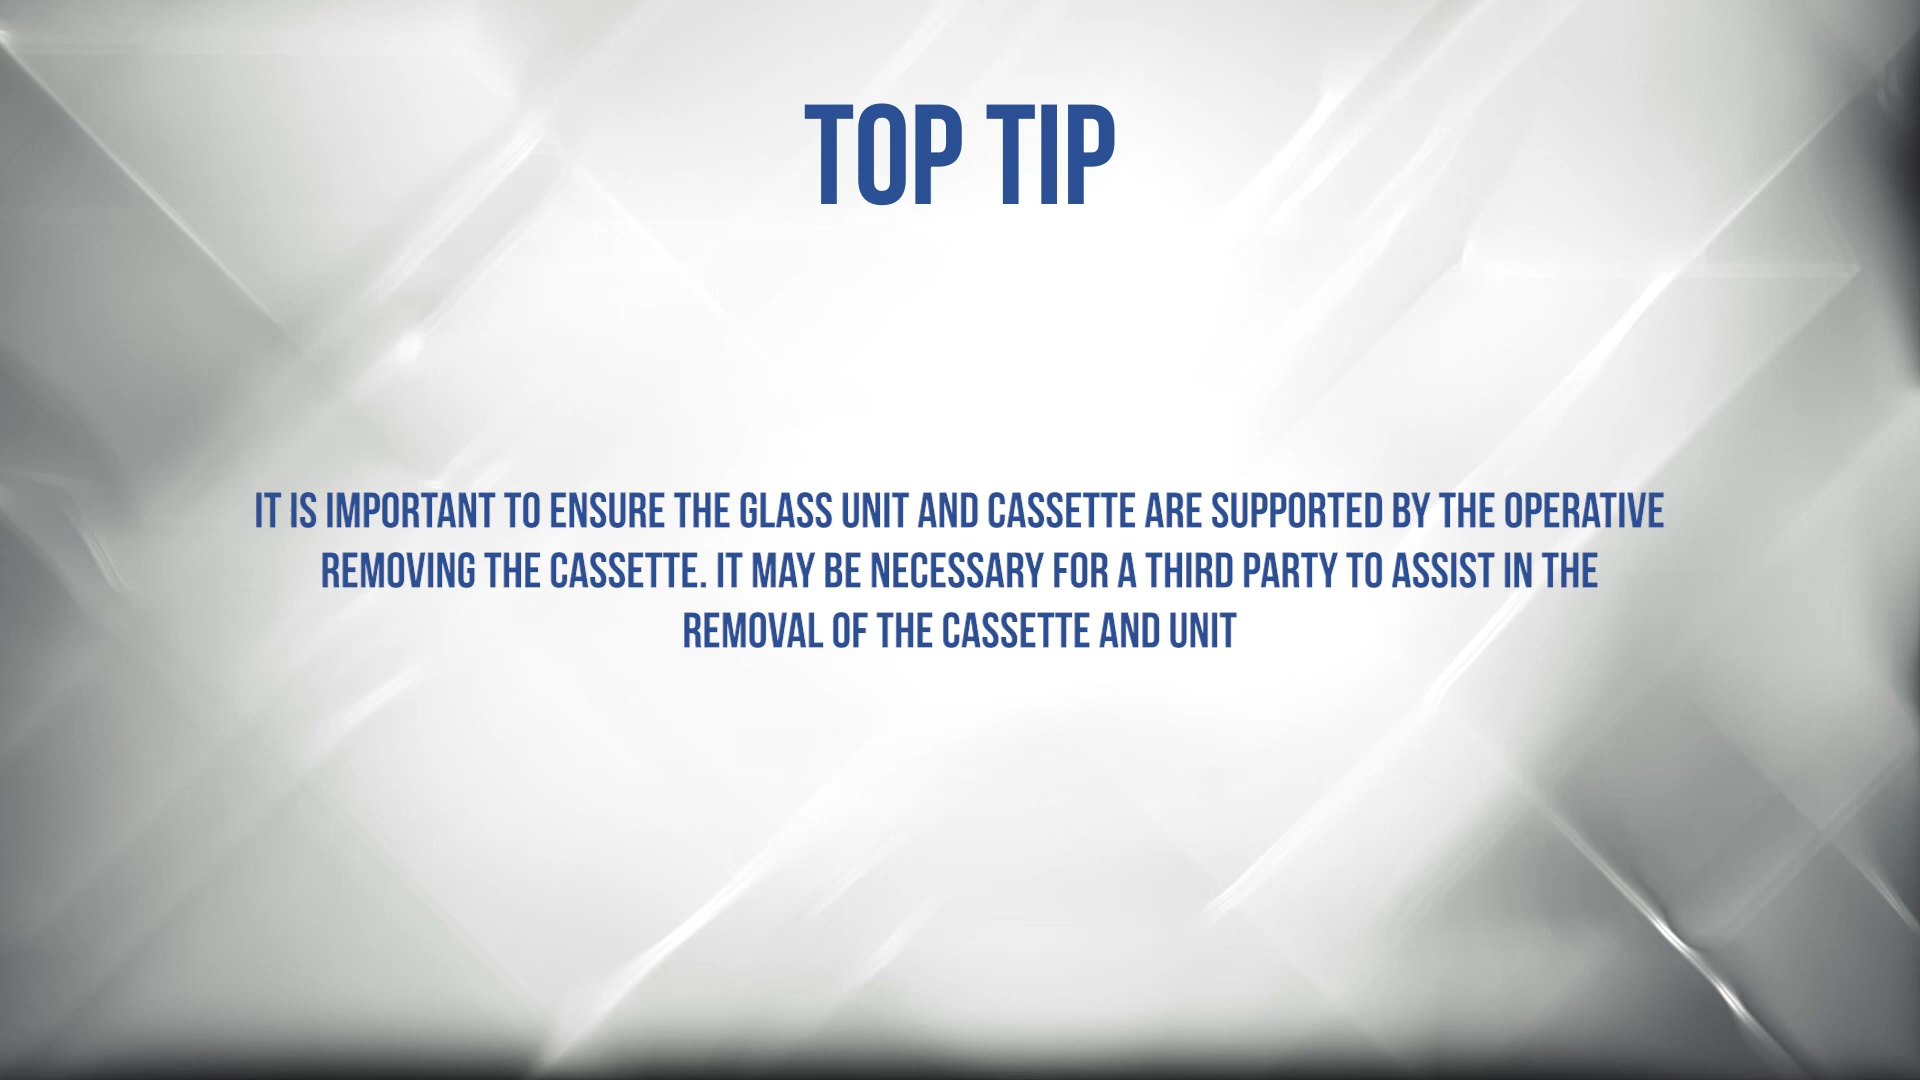 TOP TIP
IT IS IMPORTANT TO ENSURE THE GLASS UNIT AND CASSETTE ARE SUPPORTED BY THE OPERATIVE
REMOVING THE CASSETTE. IT MAY BE NECESSARY FOR A THIRD PARTY TO ASSIST IN THE
REMOVAL OF THE CASSETTE AND UNIT